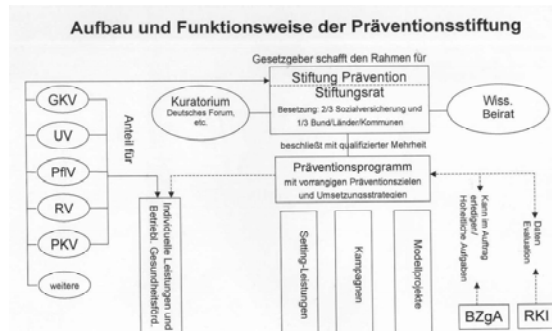 Aufbau und Funktionsweise der Präventionsstiftung
Gesetzgeber schafft den Rahmen für
Stiftung Prävention
Stiftungsrat
Besetzung: 2/3 Sozialversicherung und
1/3 Bund/Länder/Kommunen
Kuratorium
Deutsches Forum,
etc.
Wiss.
Beirat
beschließt mit qualifizierter Mehrheit
Präventionsprogramm
mit vorrangigen Präventionszielen
und Umsetzungsstrategien
GKV
UV
PflV
RV
PKV
weitere
Anteil für
Individuelle Leistungen und
Betriebl. Gesundheitsförd.
Setting-Leistungen
Kampagnen
Modellprojekte
Kann im Auftrag
erledigen/
Hoheitliche Aufgaben
Daten
Evaluation
BZgA
RKI